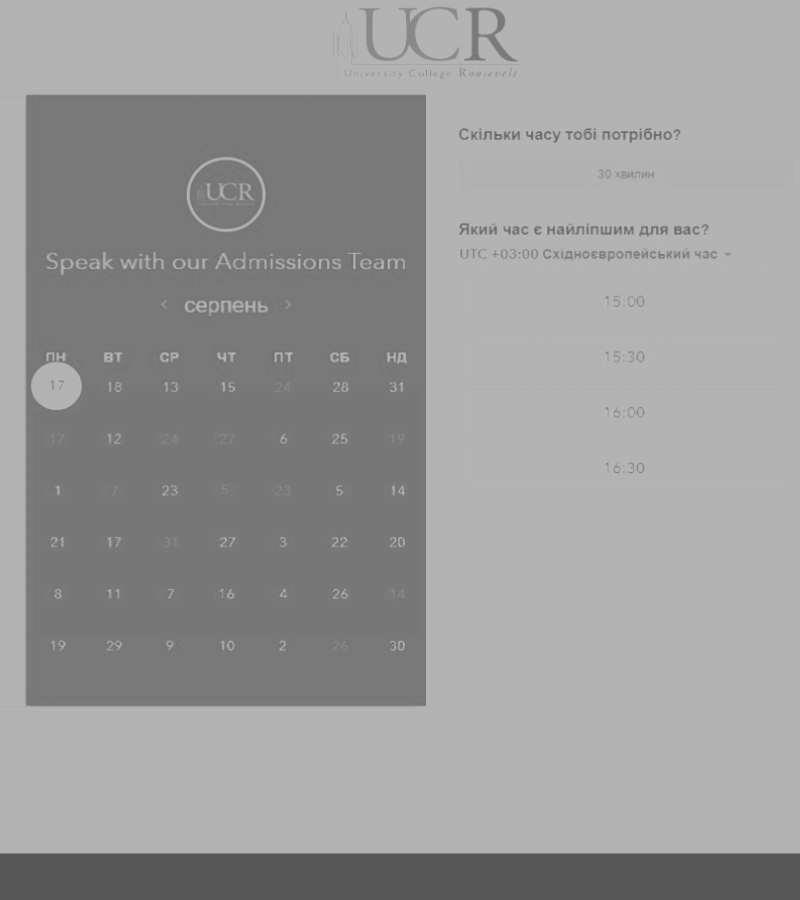 UCR
University College Roosevelt
UCR
Speak with our Admissions Team
< серпень >
ПН ВТ СР ЧТ ПТ СБ НД
17 18 13 15 24 28 31
17 12 24 27 6 25 19
1 7 23 5 23 5 14
21 17 31 27 3 22 20
8 11 7 16 4 26 14
19 29 9 10 2 26 30
Скільки часу тобі потрібно?
30 хвилин
Який час є найліпшим для вас?
UTC +03:00 Східноєвропейський час
15:00
15:30
16:00
16:30